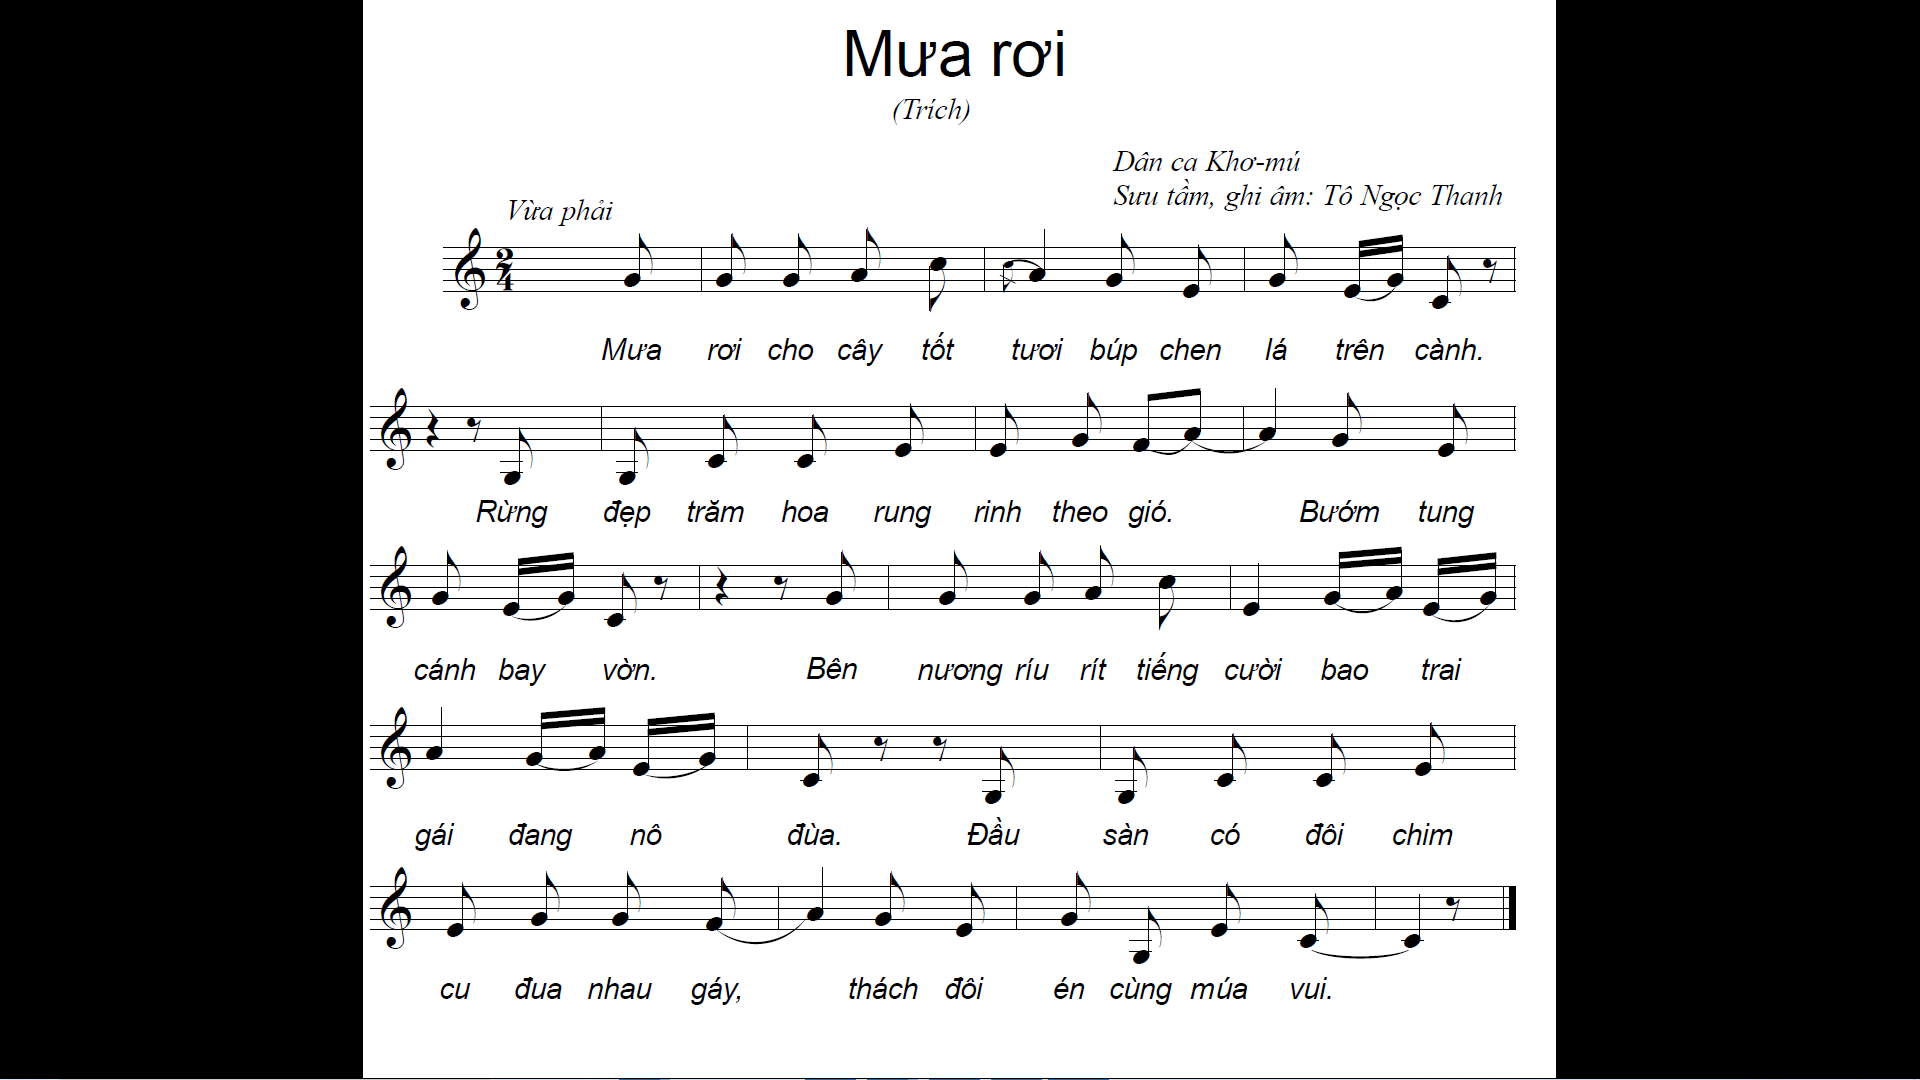 Mưa rơi
(Trích)
Dân ca Khơ-mú
Sưu tầm, ghi âm: Tô Ngọc Thanh
Vừa phải
2
4
Mưa rơi cho cây tốt tươi búp chen lá trên cành.
Rừng đẹp trăm hoa rung rinh theo gió. Bướm tung
cánh bay vờn. Bên nương ríu rít tiếng cười bao trai
gái đang nô đùa. Đầu sàn có đôi chim
cu đua nhau gáy, thách đôi én cùng múa vui.